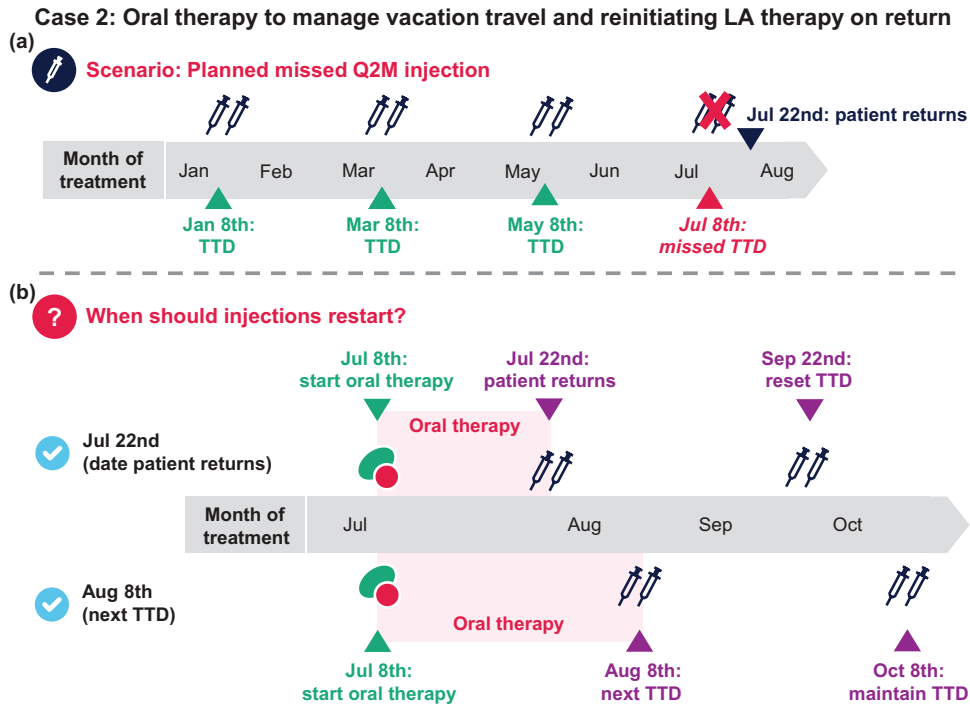 Case 2: Oral therapy to manage vacation travel and reinitiating LA therapy on return
(a)
Scenario: Planned missed Q2M injection
Jul 22nd: patient returns
Month of
treatment
Jan
Feb
Mar
Apr
May
Jun
Jul
Aug
Jan 8th:
TTD
Mar 8th:
TTD
May 8th:
TTD
Jul 8th:
missed TTD
(b)
?
When should injections restart?
Jul 8th:
start oral therapy
Jul 22nd:
patient returns
Sep 22nd:
reset TTD
Oral therapy
Jul 22nd
(date patient returns)
Month of
treatment
Jul
Aug
Sep
Oct
Aug 8th
(next TTD)
Oral therapy
Jul 8th:
start oral therapy
Aug 8th:
next TTD
Oct 8th:
maintain TTD